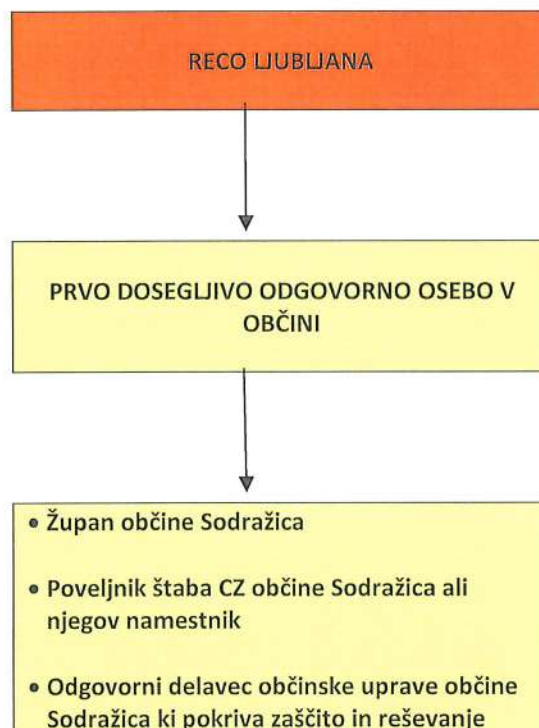 RECO LJUBLJANA
PRVO DOSEGLJIVO ODGOVORNO OSEBO V
OBČINI
• Župan občine Sodražica
• Poveljnik štaba CZ občine Sodražica ali
njegov namestnik
• Odgovorni delavec občinske uprave občine
Sodražica ki pokriva zaščito in reševanje